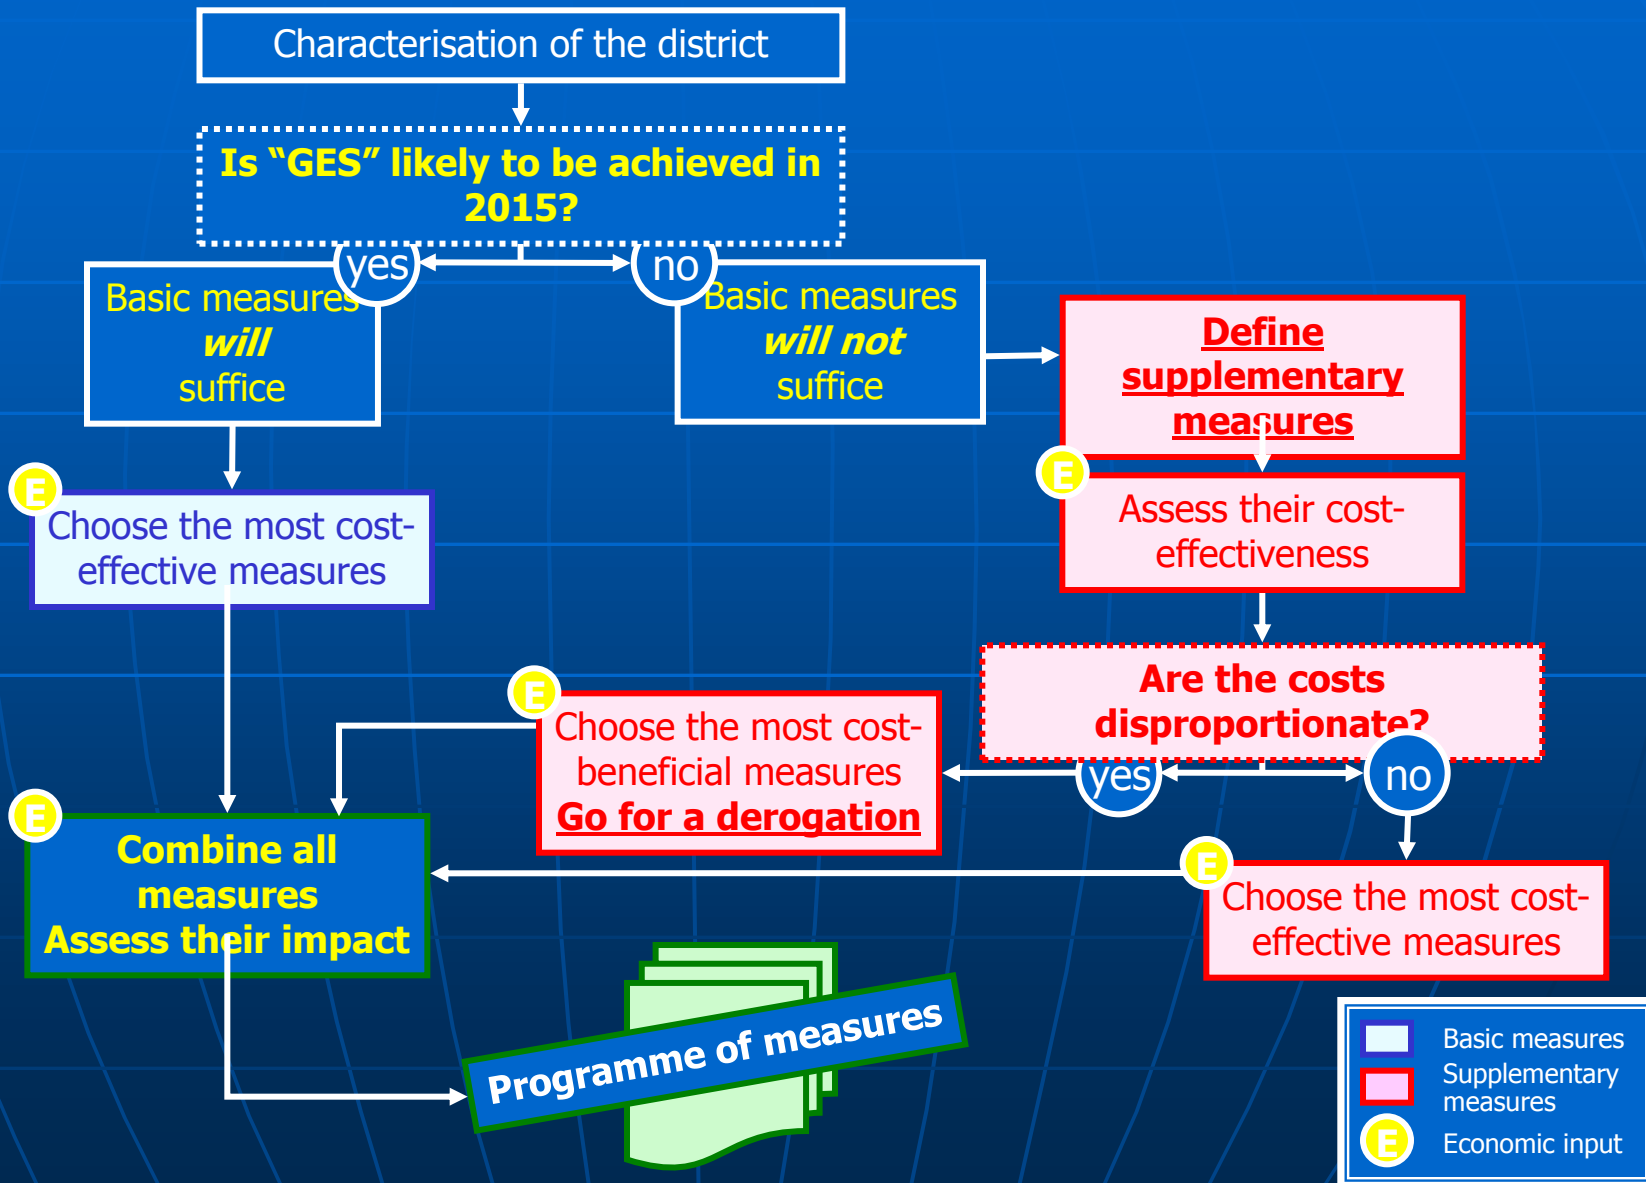 Characterisation of the district
Is “GES” likely to be achieved in
2015?
yes
no
Basic measures
will
suffice
Basic measures
will not
suffice
Define
supplementary
measures
E
Choose the most cost-
effective measures
E
Assess their cost-
effectiveness
Are the costs
disproportionate?
yes
no
E
Choose the most cost-
beneficial measures
Go for a derogation
E
Combine all
measures
Assess their impact
E
Choose the most cost-
effective measures
Programme of measures
Basic measures
Supplementary
measures
E
Economic input